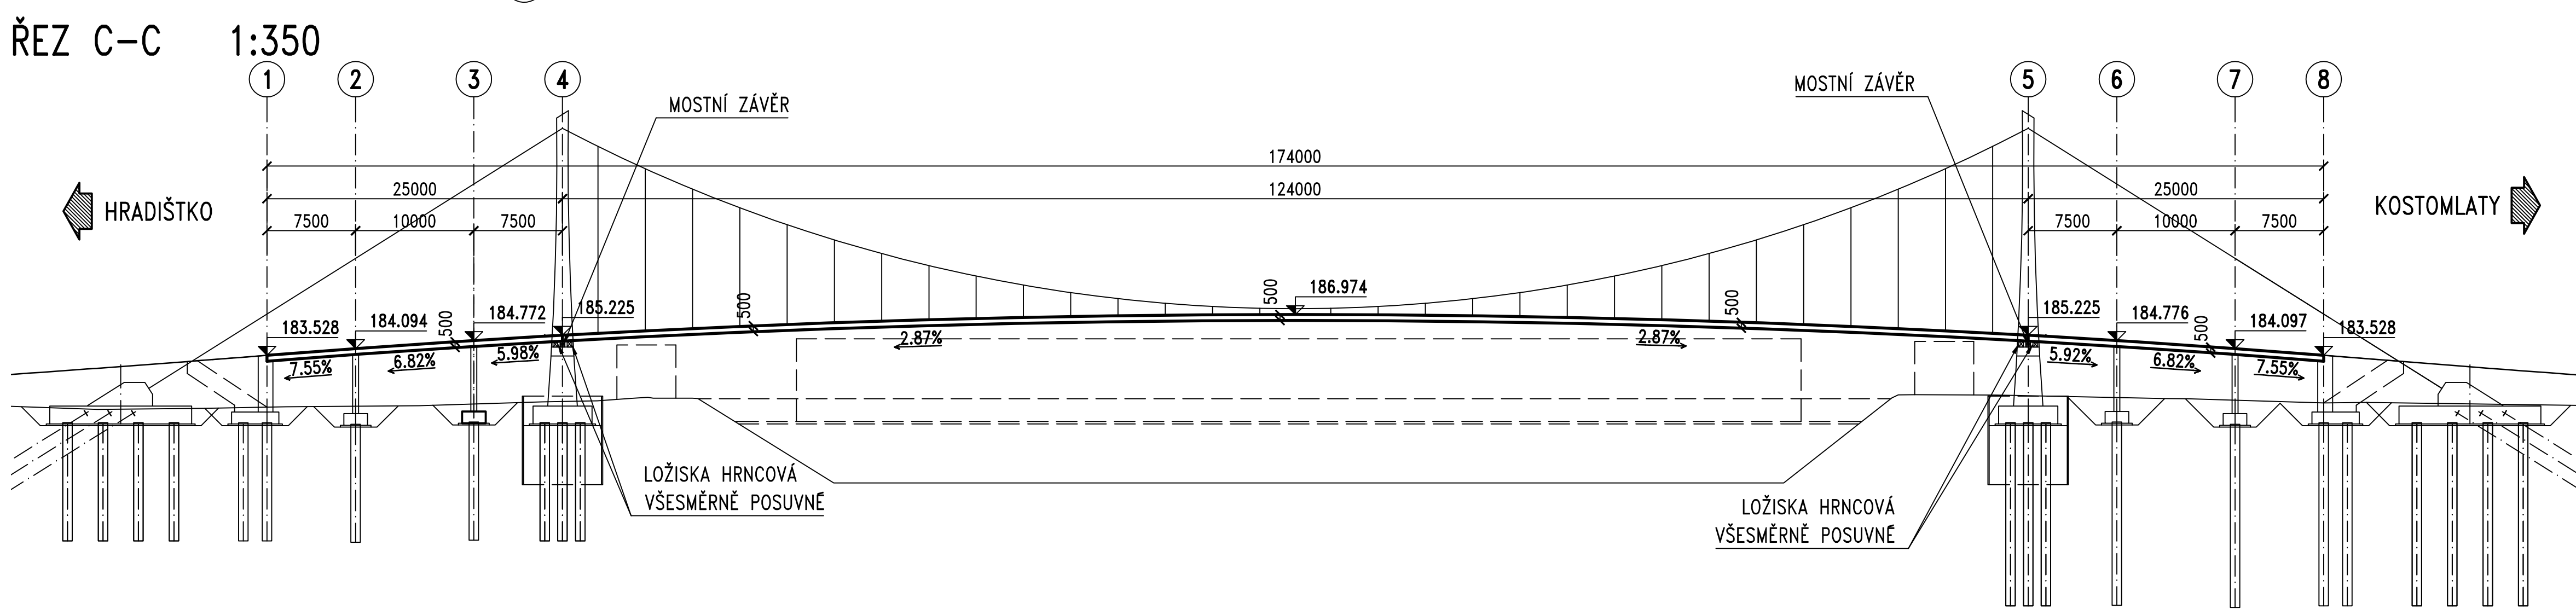 ŘEZ C-C 1:350
1 2 3 4 5 6 7 8
MOSTNÍ ZÁVĚR
MOSTNÍ ZÁVĚR
174000
25000 124000 25000
HRADIŠTKO
KOSTOMLATY
7500 10000 7500
7500 10000 7500
183.528
184.094
500
184.772
185.225
500
500
186.974
500
185.225
184.776
500
184.097
183.528
7.55%
6.82%
5.98%
2.87%
2.87%
5.92%
6.82%
7.55%
LOŽISKA HRNCOVÁ
VŠESMĚRNĚ POSUVNÉ
LOŽISKA HRNCOVÁ
VŠESMĚRNĚ POSUVNÉ